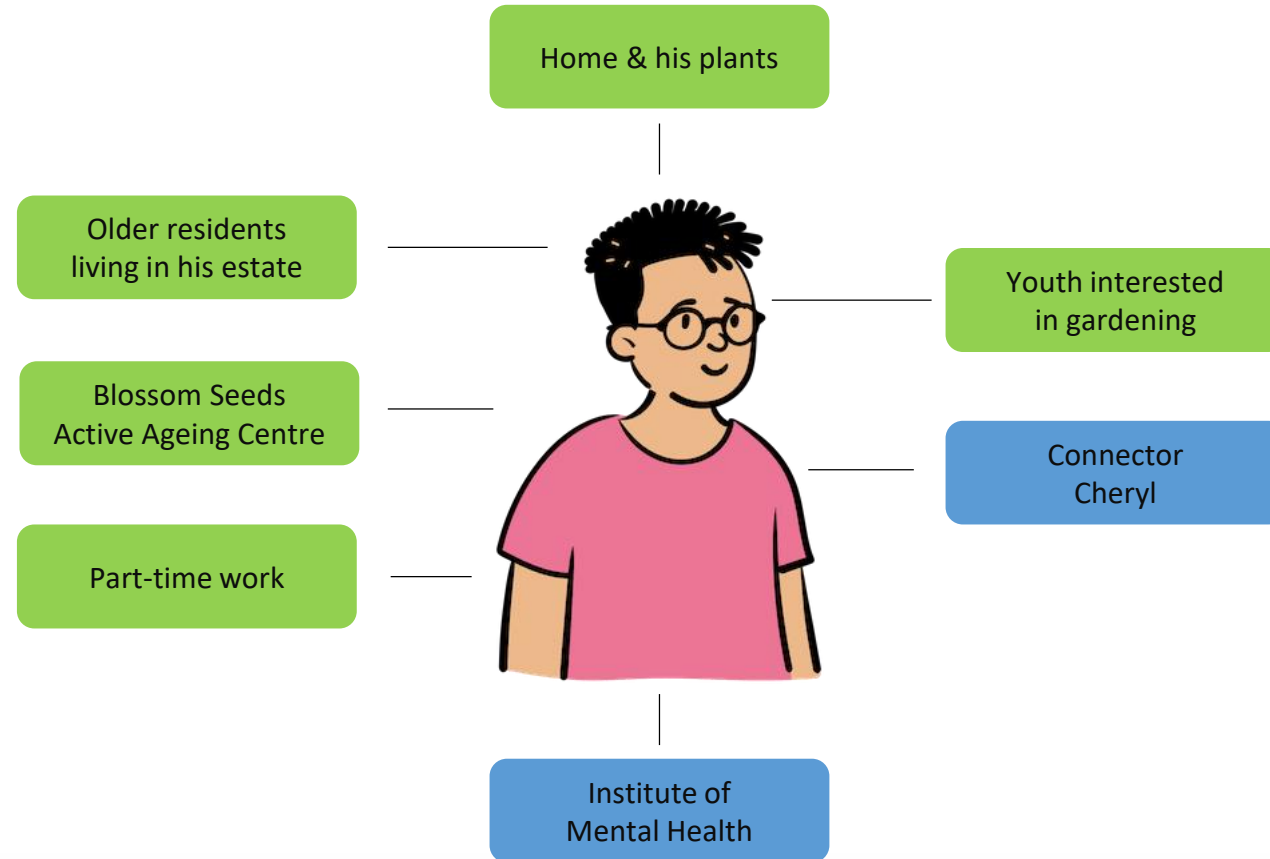 Home & his plants
Older residents
living in his estate
Youth interested
in gardening
Blossom Seeds
Active Ageing Centre
Connector
Cheryl
Part-time work
Institute of
Mental Health